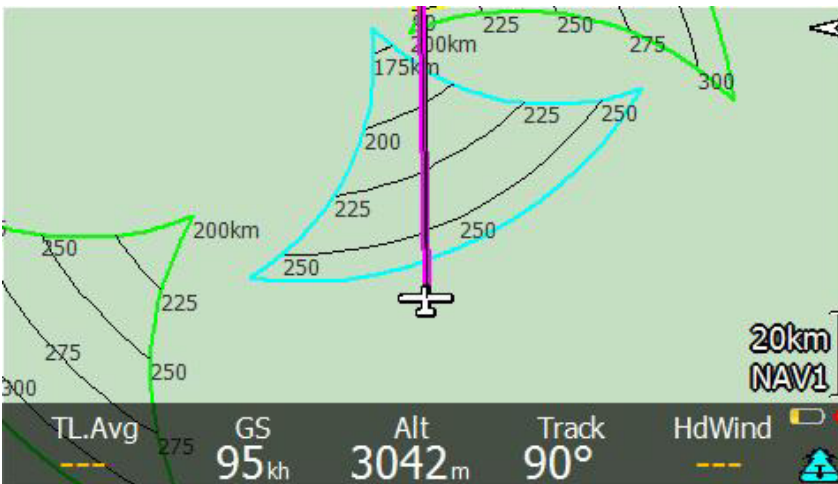 225 250
200km 275
175km 300
225 250
200
225 200km 250
250 250
225
20km
275 NAV1
300 250
TL.Avg GS Alt Track HdWind
275
--- 95kh 3042m 90° ---